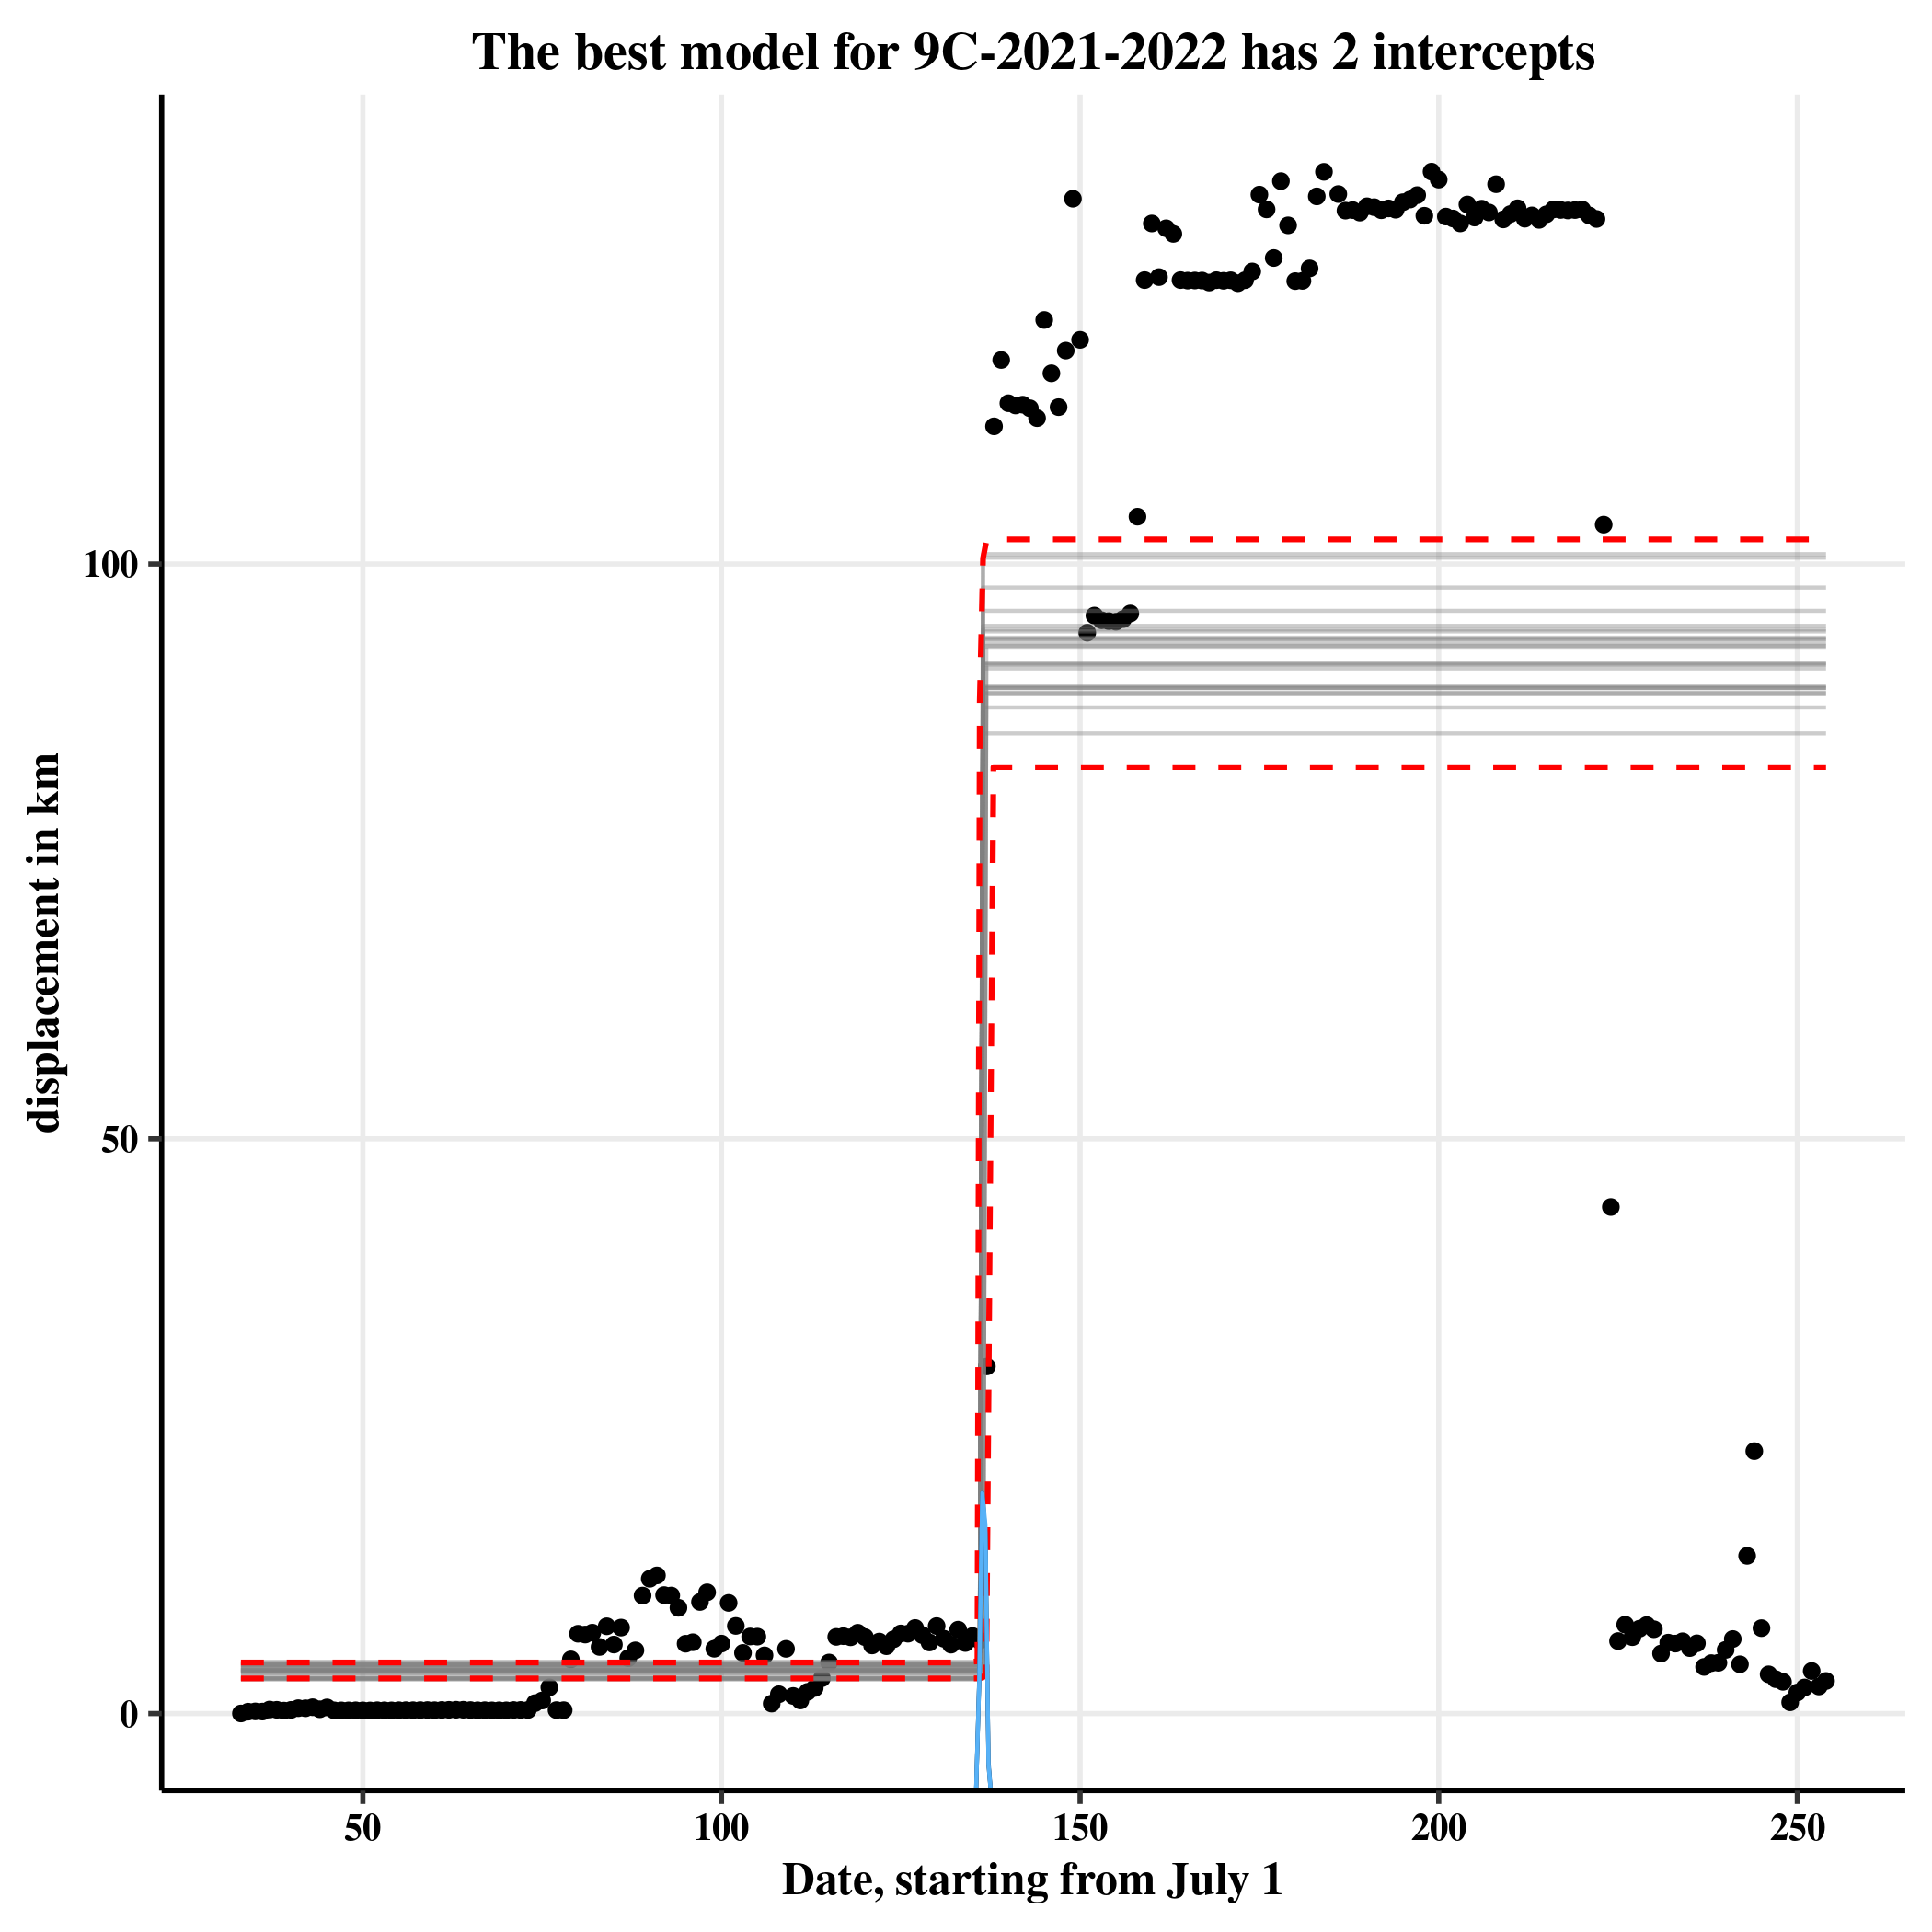 The best model for 9C-2021-2022 has 2 intercepts
displacement in km
100
50
0
50
100
150
200
250
Date, starting from July 1